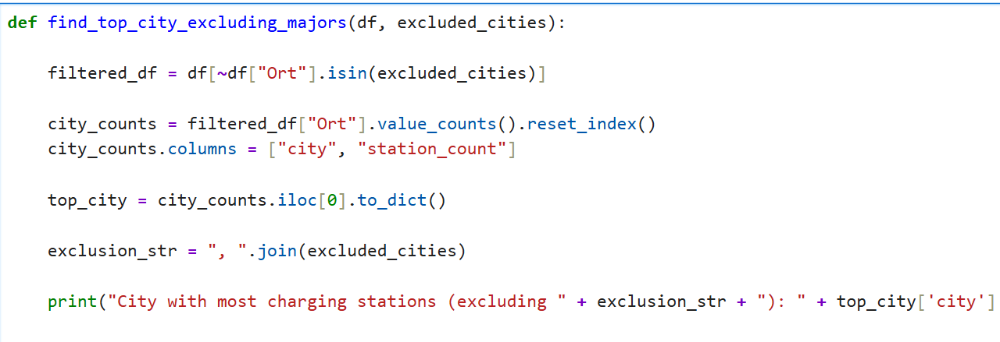 def find_top_city_excluding_majors(df, excluded_cities):
filtered_df = df[~df["Ort"].isin(excluded_cities)]
city_counts = filtered_df["Ort"].value_counts().reset_index()
city_counts.columns = ["city", "station_count"]
top_city = city_counts.iloc[0].to_dict()
exclusion_str = ", ".join(excluded_cities)
print("City with most charging stations (excluding " + exclusion_str + "): " + top_city['city']